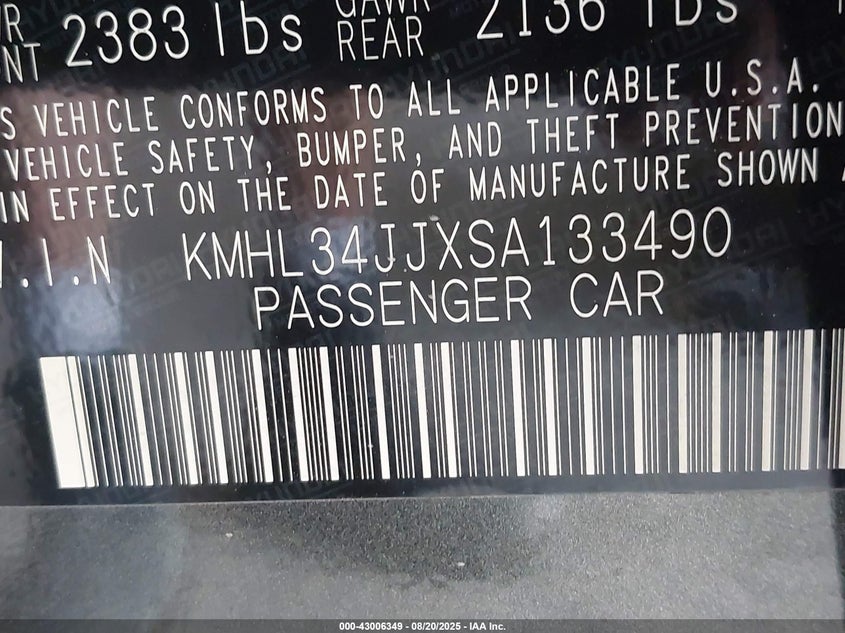 2383 lbs GAWR REAR 2136 lbs
VEHICLE CONFORMS TO ALL APPLICABLE U.S.A.
VEHICLE SAFETY, BUMPER, AND THEFT PREVENTION
IN EFFECT ON THE DATE OF MANUFACTURE SHOWN
.I.N KMHL34JJXSA133490
PASSENGER CAR
000-43006349 - 08/20/2025 - IAA Inc.